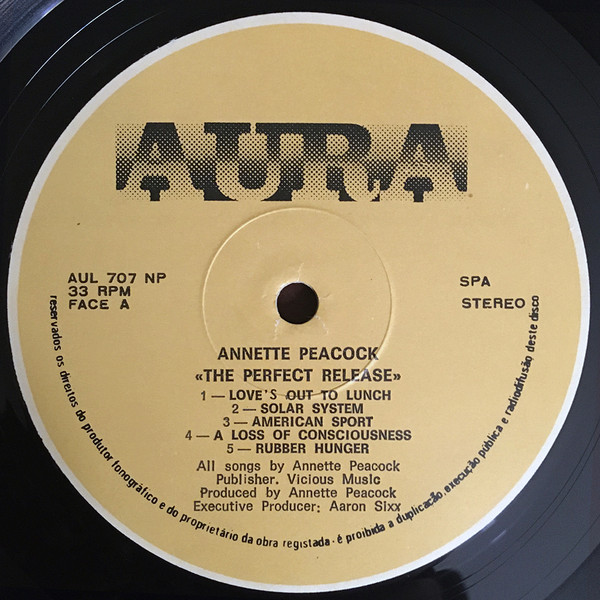 AURA
AUL 707 NP
33 RPM
FACE A
SPA
STEREO
ANNETTE PEACOCK
«THE PERFECT RELEASE»
1 — LOVE'S OUT TO LUNCH
2 — SOLAR SYSTEM
3 — AMERICAN SPORT
4 — A LOSS OF CONSCIOUSNESS
5 — RUBBER HUNGER
All songs by Annette Peacock
Publisher. Vicious Music
Produced by Annette Peacock
Executive Producer: Aaron Sixx
reservados os direitos do produtor fonográfico e do proprietário da obra registada · é proibida a duplicação, execução pública e radiodifusão deste disco